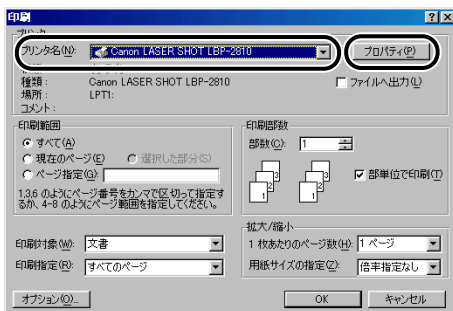 印刷
プリンタ
プリンタ名(N): Canon LASER SHOT LBP-2810 プロパティ(P)
種類: Canon LASER SHOT LBP-2810 ファイルへ出力(L)
場所: LPT1:
コメント:
印刷範囲
すべて(A)
現在のページ(E) 選択した部分(S)
ページ指定(G):
1,3,6 のようにページ番号をカンマで区切って指定す
るか、4-8 のようにページ範囲を指定してください。
印刷部数
部数(C): 1
部単位で印刷(T)
印刷対象(W): 文書
印刷指定(R): すべてのページ
拡大/縮小
1 枚あたりのページ数(H): 1 ページ
用紙サイズの指定(Z): 倍率指定なし
オプション(O)... OK キャンセル